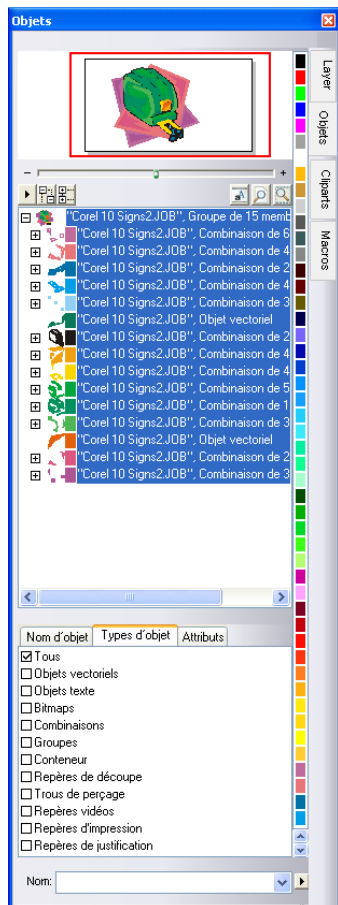 Objets
Layer
Objets
Cliparts
Macros
- +
"Corel 10 Signs2.JOB", Groupe de 15 memb
"Corel 10 Signs2.JOB", Combinaison de 6
"Corel 10 Signs2.JOB", Combinaison de 4
"Corel 10 Signs2.JOB", Combinaison de 2
"Corel 10 Signs2.JOB", Combinaison de 4
"Corel 10 Signs2.JOB", Combinaison de 3
"Corel 10 Signs2.JOB", Objet vectoriel
"Corel 10 Signs2.JOB", Combinaison de 2
"Corel 10 Signs2.JOB", Combinaison de 4
"Corel 10 Signs2.JOB", Combinaison de 4
"Corel 10 Signs2.JOB", Combinaison de 5
"Corel 10 Signs2.JOB", Combinaison de 1
"Corel 10 Signs2.JOB", Combinaison de 3
"Corel 10 Signs2.JOB", Objet vectoriel
"Corel 10 Signs2.JOB", Combinaison de 2
"Corel 10 Signs2.JOB", Combinaison de 3
Nom d´objet Types d´objet Attributs
Tous
Objets vectoriels
Objets texte
Bitmaps
Combinaisons
Groupes
Conteneur
Repères de découpe
Trous de perçage
Repères vidéos
Repères d'impression
Repères de justification
Nom: